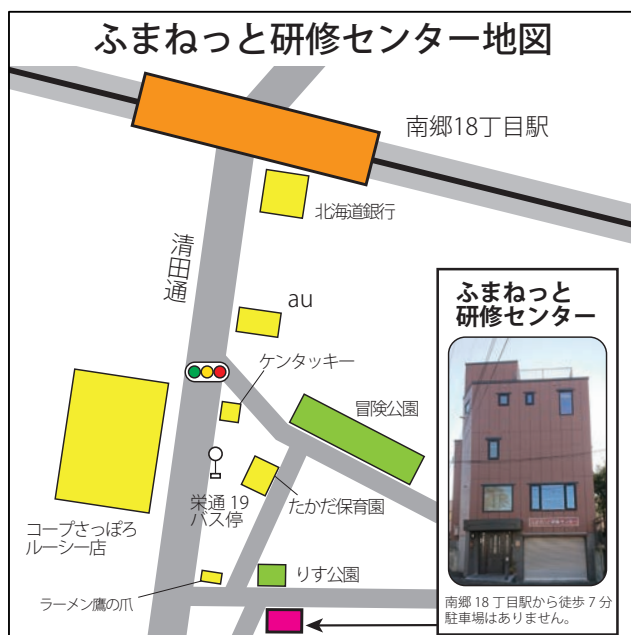 ふまねっと研修センター地図
南郷18丁目駅
北海道銀行
清田通
au
ケンタッキー
冒険公園
栄通 19
バス停
たかだ保育園
コープさっぽろ
ルーシー店
りす公園
ラーメン鷹の爪
ふまねっと
研修センター
南郷 18 丁目駅から徒歩 7 分
駐車場はありません。